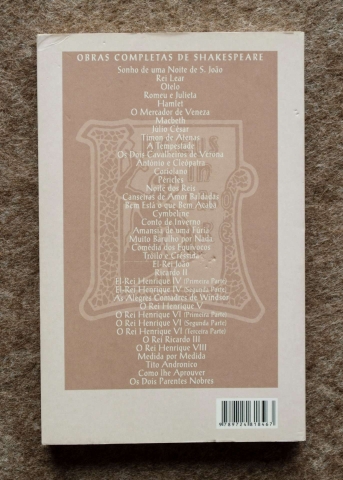 OBRAS COMPLETAS DE SHAKESPEARE
Sonho de uma Noite de S. João
Rei Lear
Otelo
Romeu e Julieta
Hamlet
O Mercador de Veneza
Macbeth
Júlio César
Timon de Atenas
A Tempestade
Os Dois Cavalheiros de Verona
António e Cleópatra
Coriolano
Péricles
Noite dos Reis
Canseiras de Amor Baldadas
Bem Está o que Bem Acaba
Cymbeline
Conto de Inverno
Amansia de uma Fúria
Muito Barulho por Nada
Comédia dos Equívocos
Tróilo e Créssida
El-Rei João
Ricardo II
El-Rei Henrique IV (Primeira Parte)
El-Rei Henrique IV (Segunda Parte)
As Alegres Comadres de Windsor
O Rei Henrique V
O Rei Henrique VI (Primeira Parte)
O Rei Henrique VI (Segunda Parte)
O Rei Henrique VI (Terceira Parte)
O Rei Ricardo III
O Rei Henrique VIII
Medida por Medida
Tito Andronico
Como lhe Aprouver
Os Dois Parentes Nobres
9789724818467